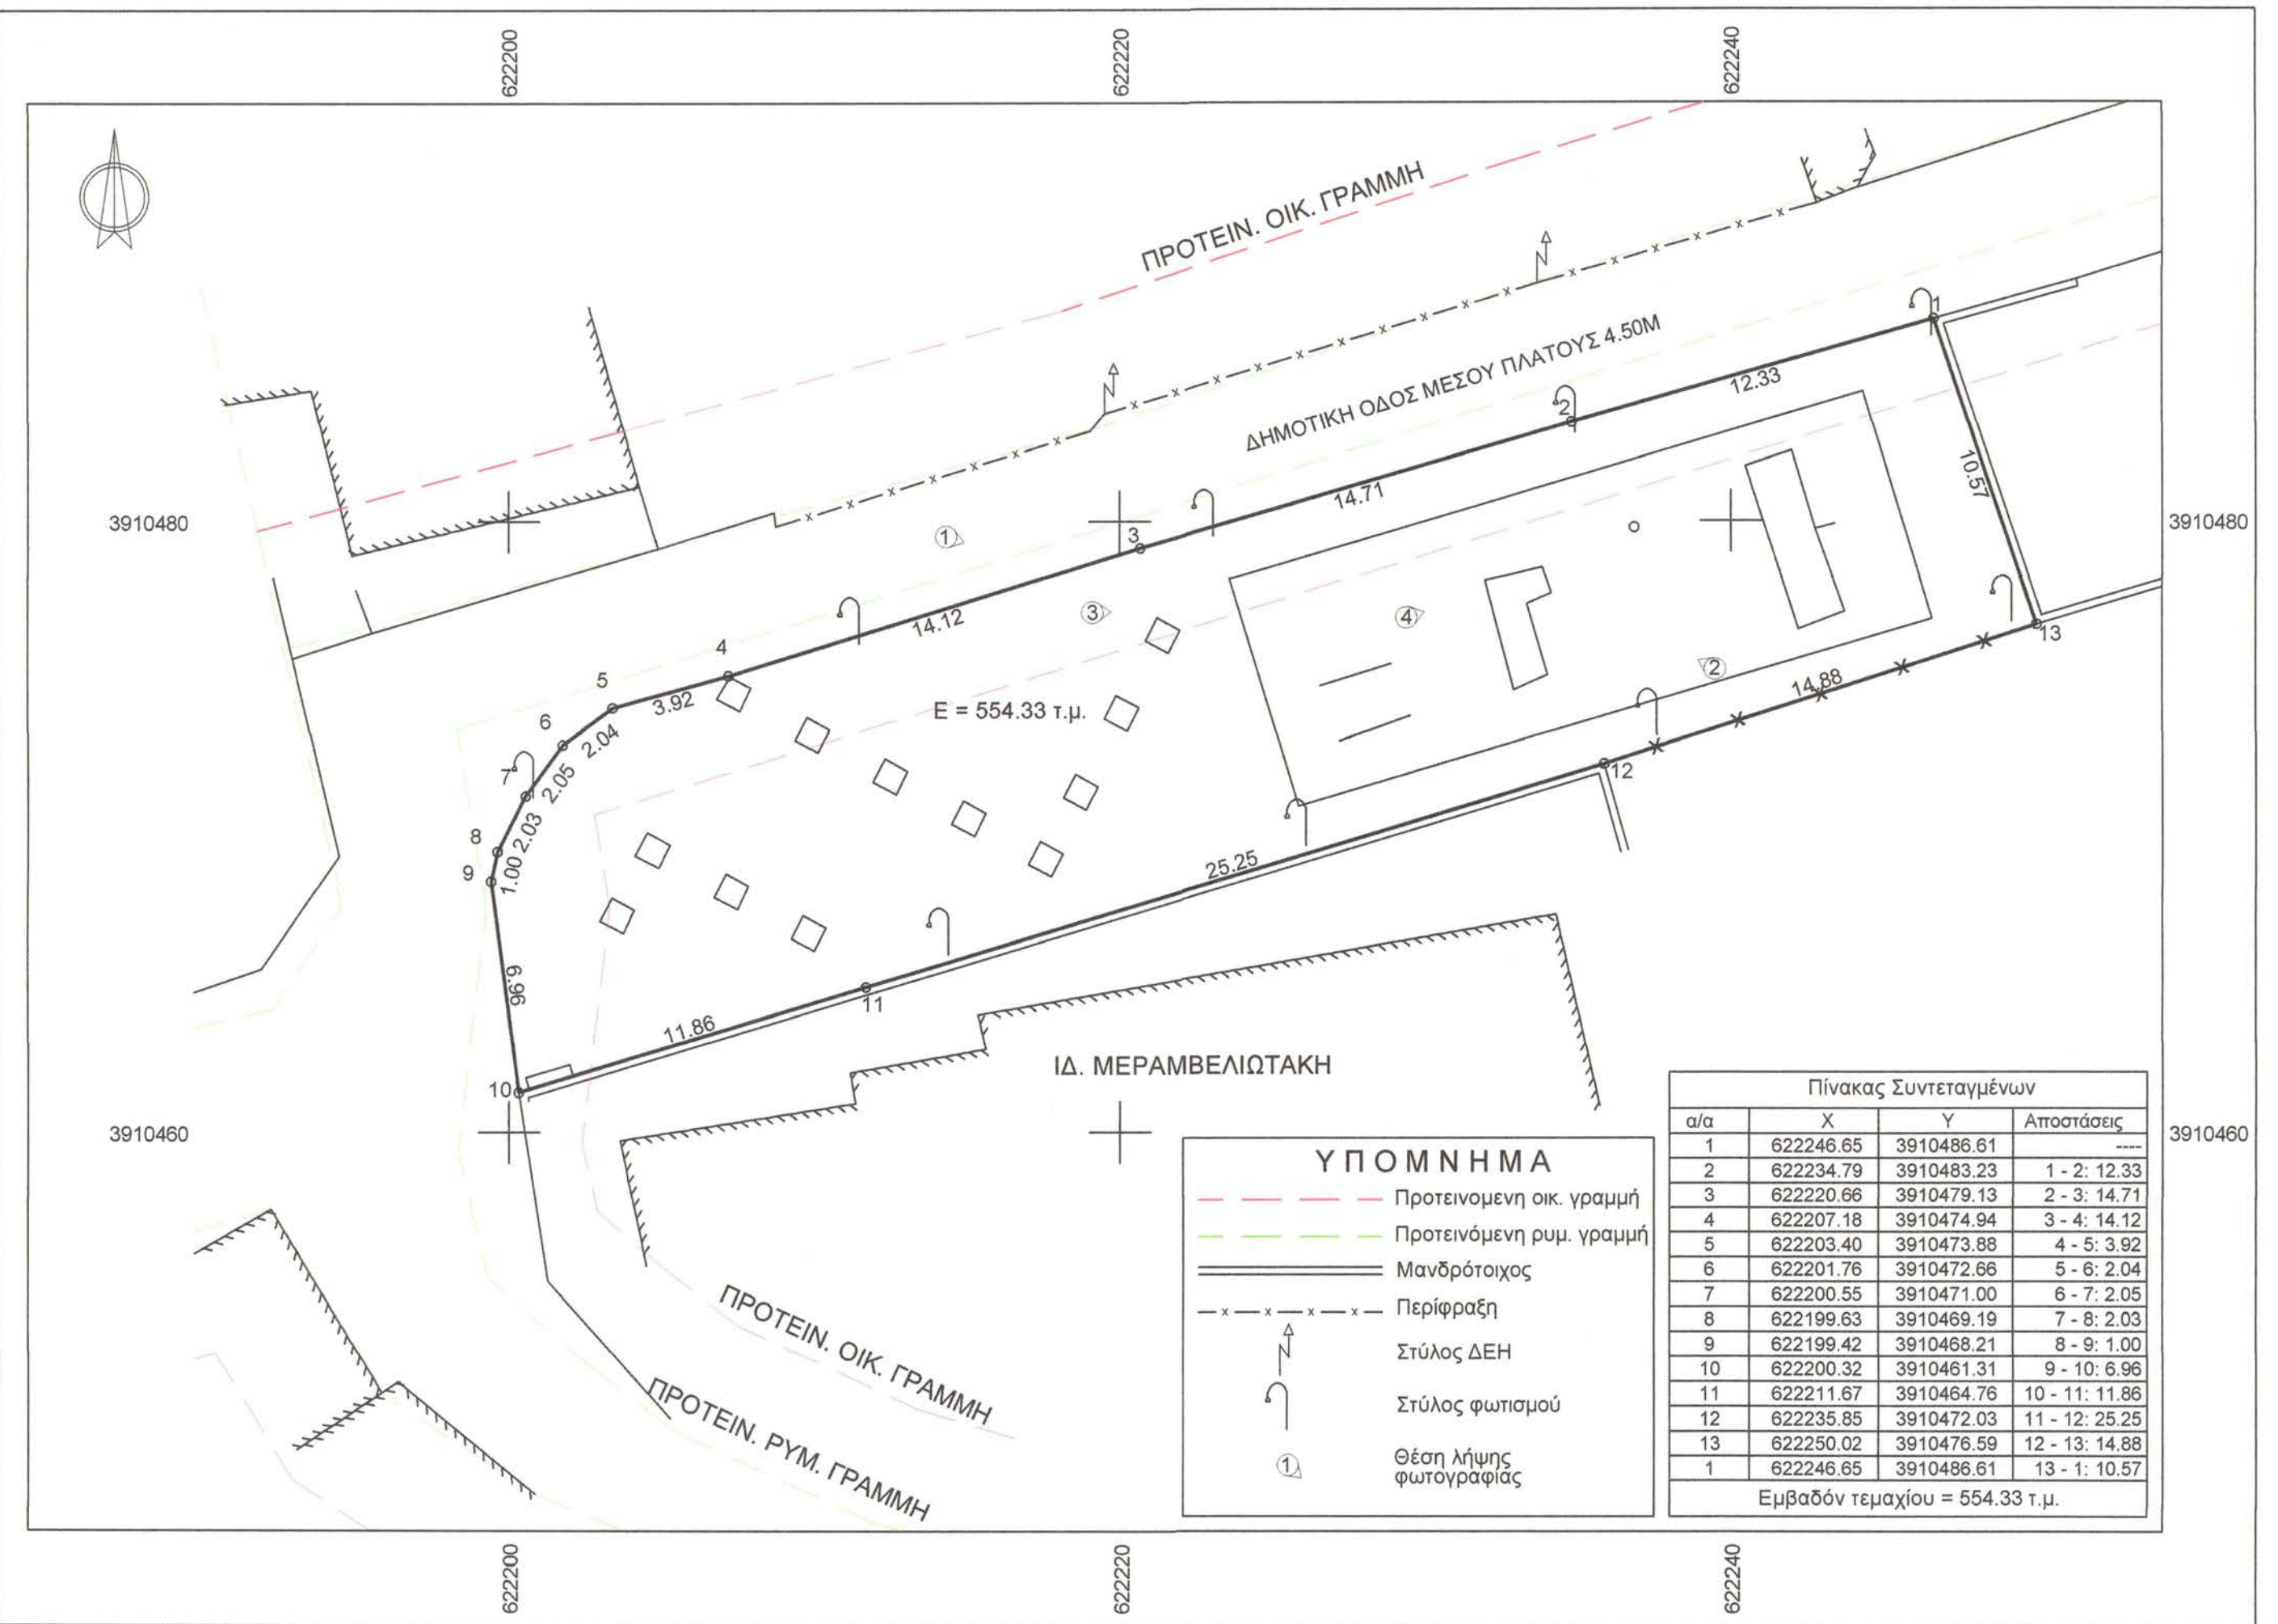 622200
622220
622240
ΠΡΟΤΕΙΝ. ΟΙΚ. ΓΡΑΜΜΗ
ΔΗΜΟΤΙΚΗ ΟΔΟΣ ΜΕΣΟΥ ΠΛΑΤΟΥΣ 4.50Μ
3910480
3910480
1
2
3
4
5
6
7
8
9
10
11
12
13
12.33
14.71
14.12
3.92
2.04
2.05
2.03
1.00
6.96
11.86
25.25
14.88
10.57
1
3
4
2
Ε = 554.33 τ.μ.
ΙΔ. ΜΕΡΑΜΒΕΛΙΩΤΑΚΗ
3910460
3910460
ΠΡΟΤΕΙΝ. ΟΙΚ. ΓΡΑΜΜΗ
ΠΡΟΤΕΙΝ. ΡΥΜ. ΓΡΑΜΜΗ
ΥΠΟΜΝΗΜΑ
Προτεινομενη οικ. γραμμή
Προτεινόμενη ρυμ. γραμμή
Μανδρότοιχος
Περίφραξη
Στύλος ΔΕΗ
Στύλος φωτισμού
1 Θέση λήψης
φωτογραφίας
Πίνακας Συντεταγμένων
α/α Χ Υ Αποστάσεις
1 622246.65 3910486.61 ----
2 622234.79 3910483.23 1 - 2: 12.33
3 622220.66 3910479.13 2 - 3: 14.71
4 622207.18 3910474.94 3 - 4: 14.12
5 622203.40 3910473.88 4 - 5: 3.92
6 622201.76 3910472.66 5 - 6: 2.04
7 622200.55 3910471.00 6 - 7: 2.05
8 622199.63 3910469.19 7 - 8: 2.03
9 622199.42 3910468.21 8 - 9: 1.00
10 622200.32 3910461.31 9 - 10: 6.96
11 622211.67 3910464.76 10 - 11: 11.86
12 622235.85 3910472.03 11 - 12: 25.25
13 622250.02 3910476.59 12 - 13: 14.88
1 622246.65 3910486.61 13 - 1: 10.57
Εμβαδόν τεμαχίου = 554.33 τ.μ.
622200
622220
622240